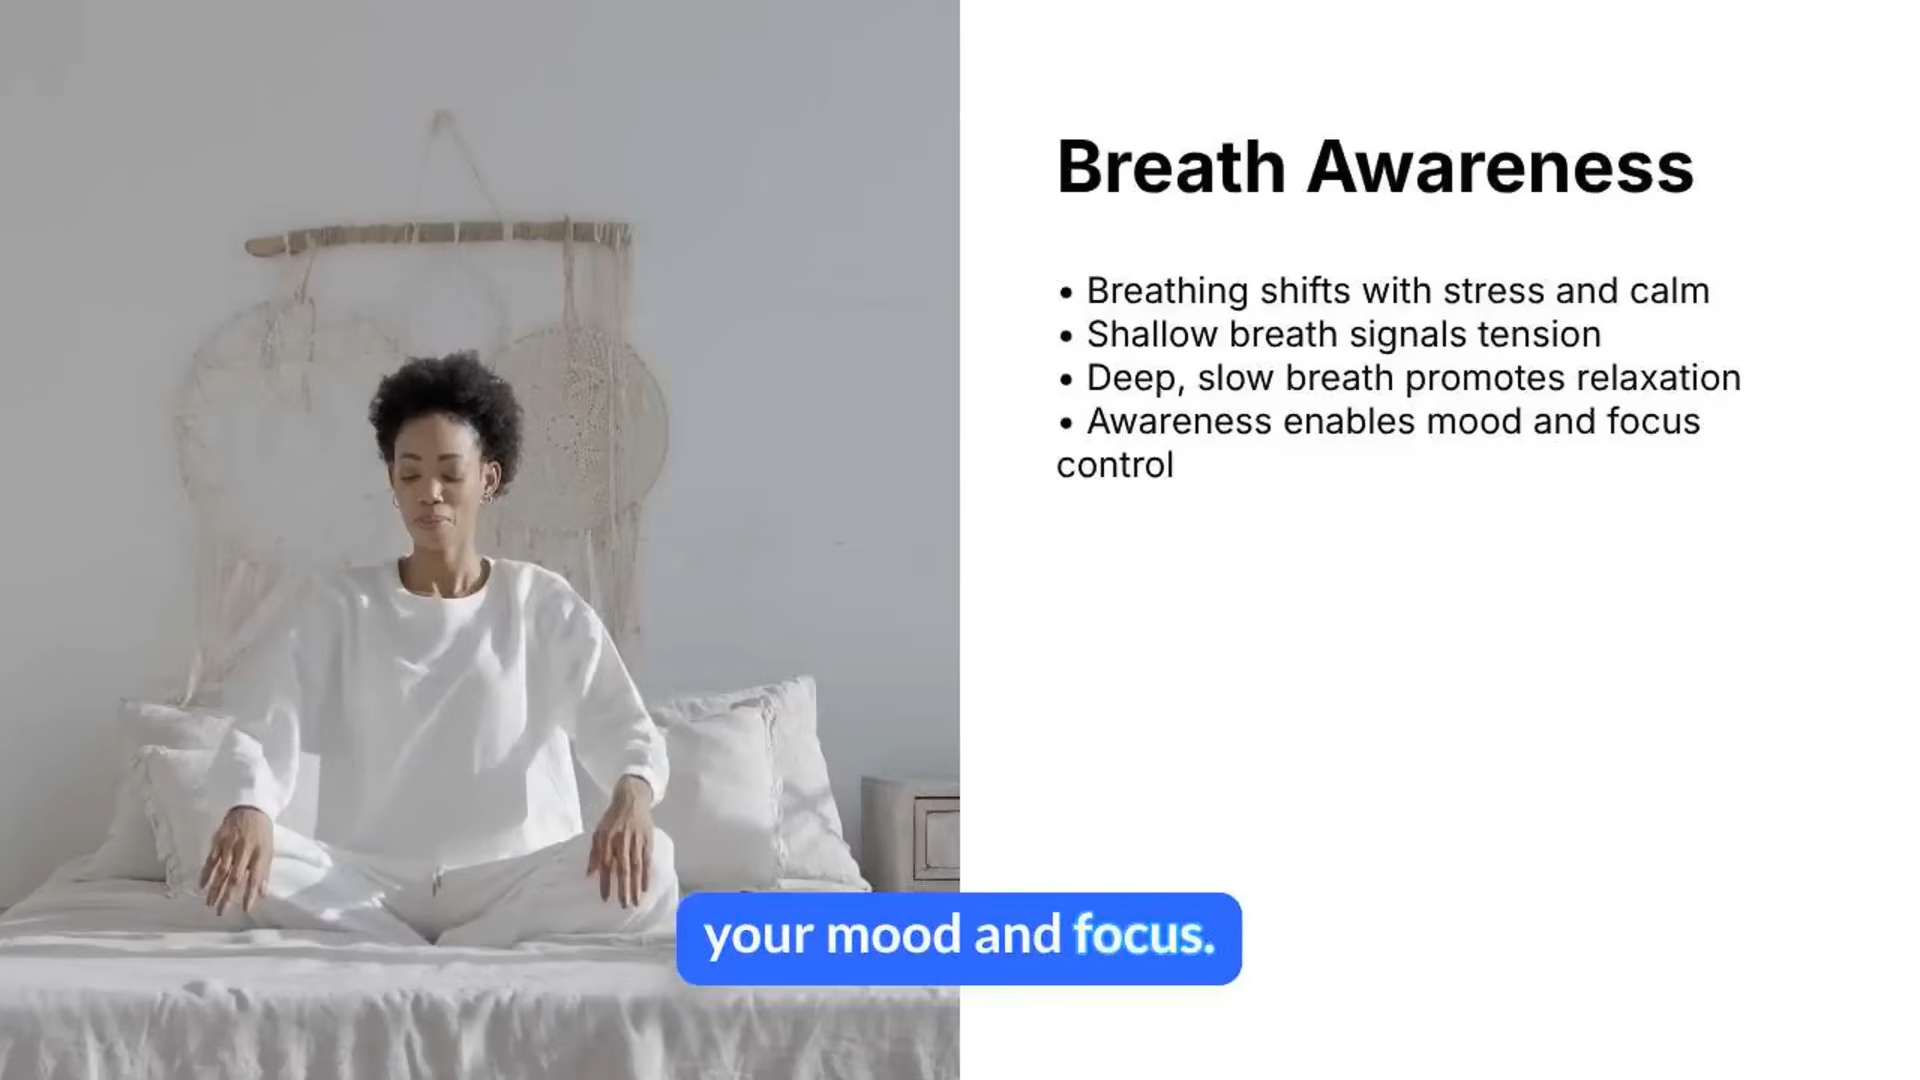 Breath Awareness
• Breathing shifts with stress and calm
• Shallow breath signals tension
• Deep, slow breath promotes relaxation
• Awareness enables mood and focus
control
your mood and focus.